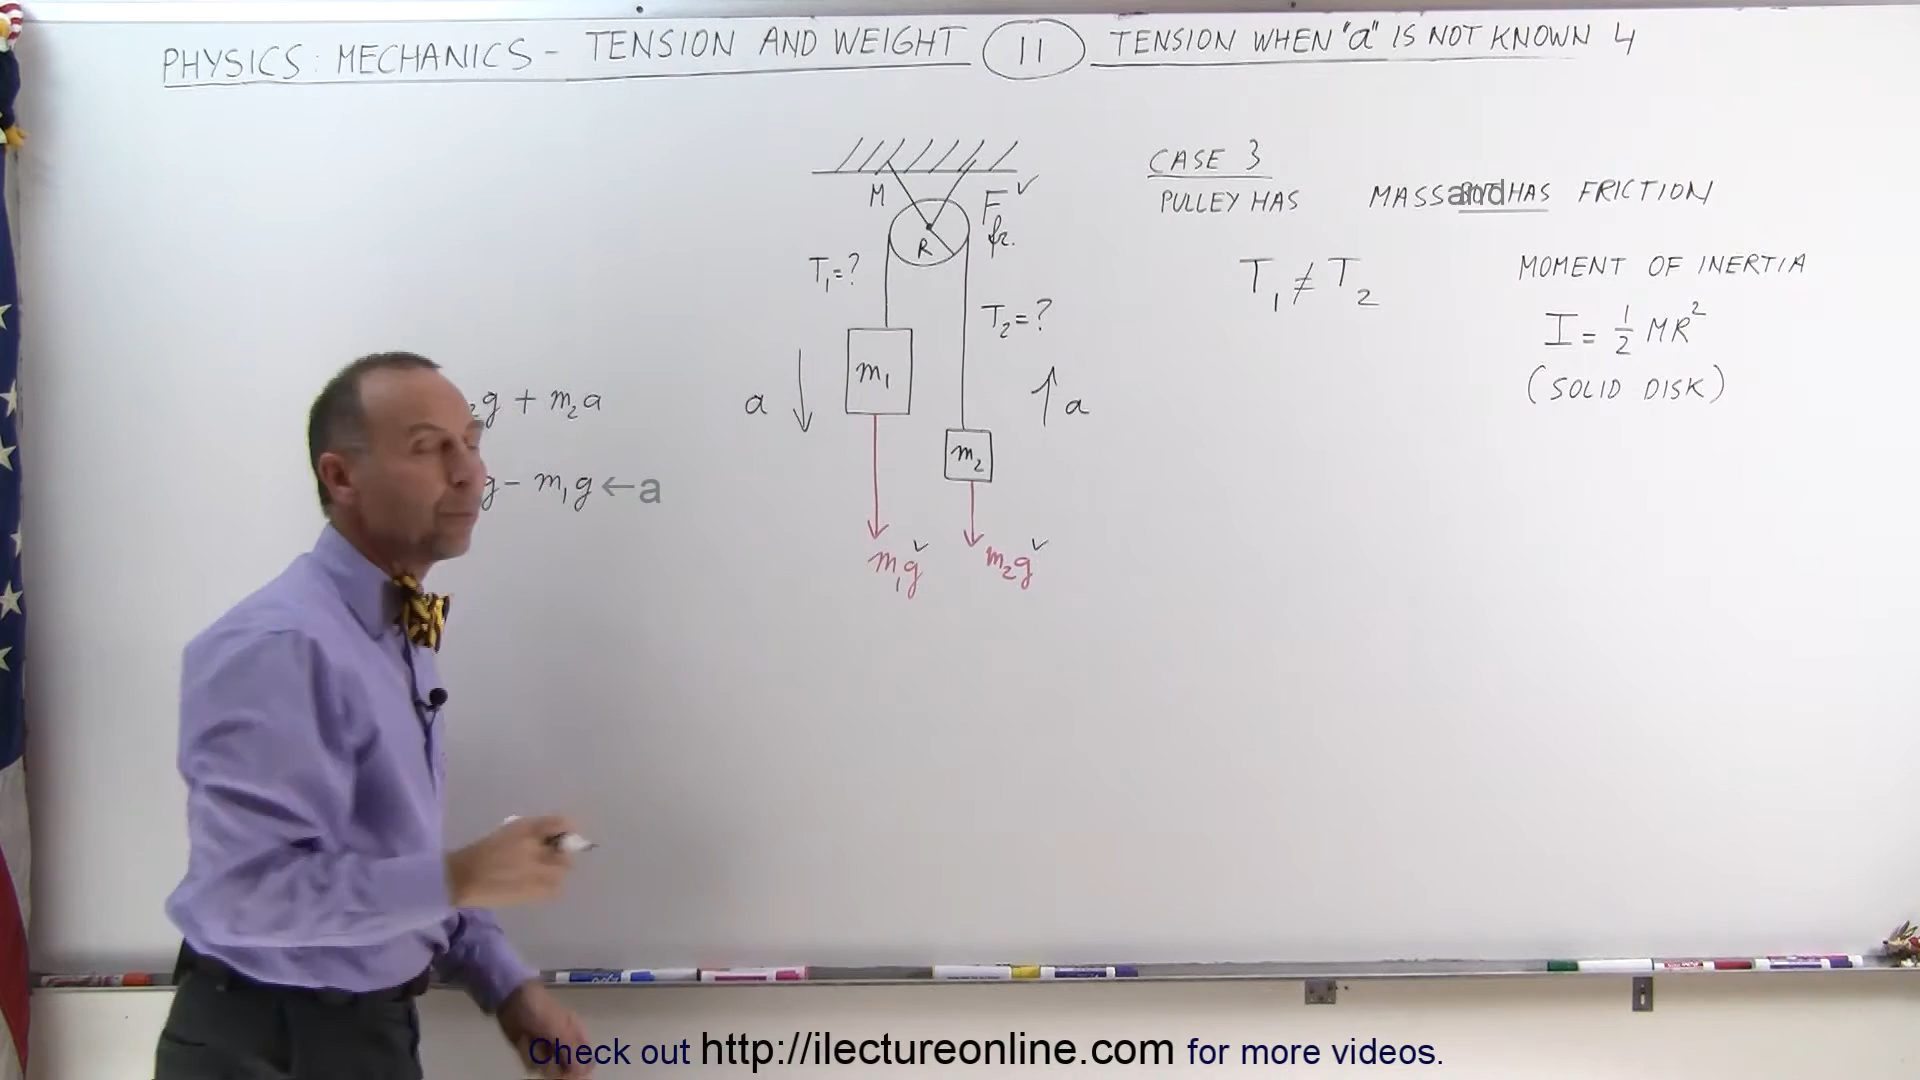 PHYSICS: MECHANICS - TENSION AND WEIGHT 11 TENSION WHEN "a" IS NOT KNOWN 4
CASE 3
PULLEY HAS MASS and HAS FRICTION
M
F fr.
R
T₁=?
T₂=?
T₁ ≠ T₂
MOMENT OF INERTIA
I = ½ MR²
(SOLID DISK)
₂g + m₂a
g - m₁g ←a
a
m₁
a
m₂
m₁g
m₂g
Check out http://ilectureonline.com for more videos.